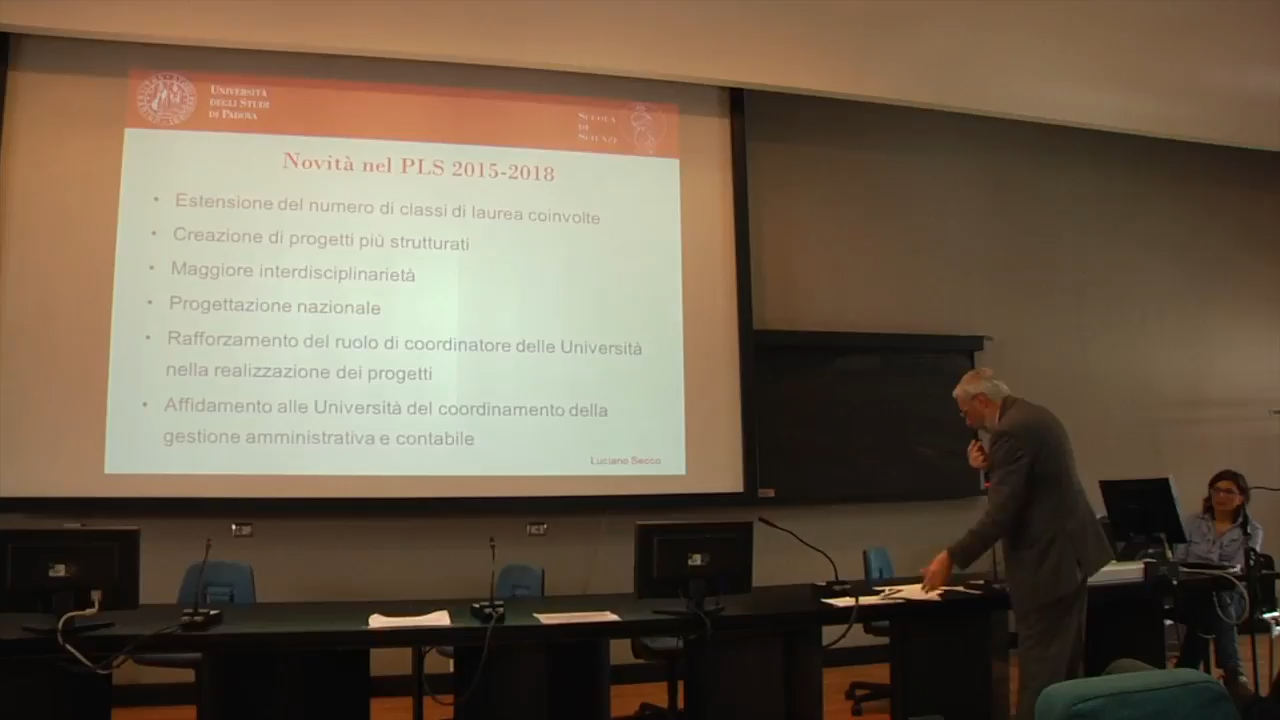 UNIVERSITÀ
DEGLI STUDI
DI PADOVA
SCUOLA
DI
SCIENZE
Novità nel PLS 2015-2018
• Estensione del numero di classi di laurea coinvolte
• Creazione di progetti più strutturati
• Maggiore interdisciplinarietà
• Progettazione nazionale
• Rafforzamento del ruolo di coordinatore delle Università
nella realizzazione dei progetti
• Affidamento alle Università del coordinamento della
gestione amministrativa e contabile
Luciano Secco